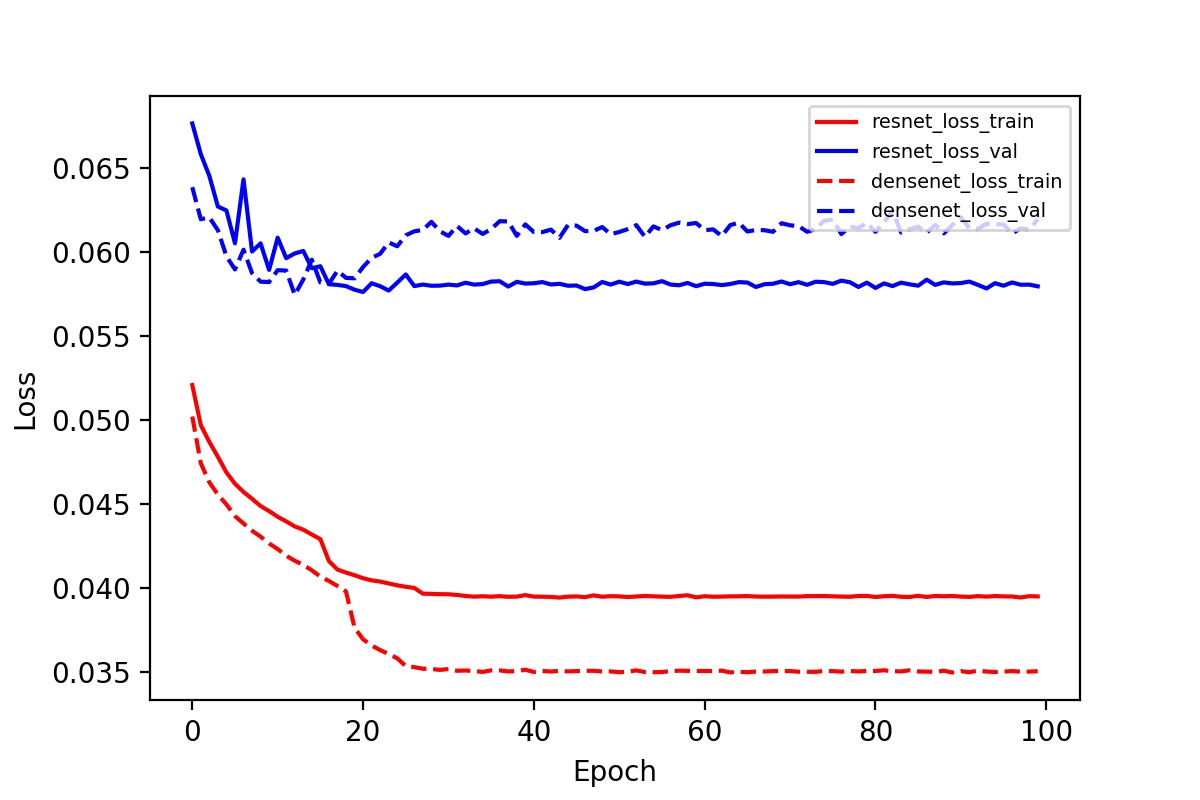 resnet_loss_train
resnet_loss_val
densenet_loss_train
densenet_loss_val
0.065
0.060
0.055
0.050
0.045
0.040
0.035
Loss
0 20 40 60 80 100
Epoch